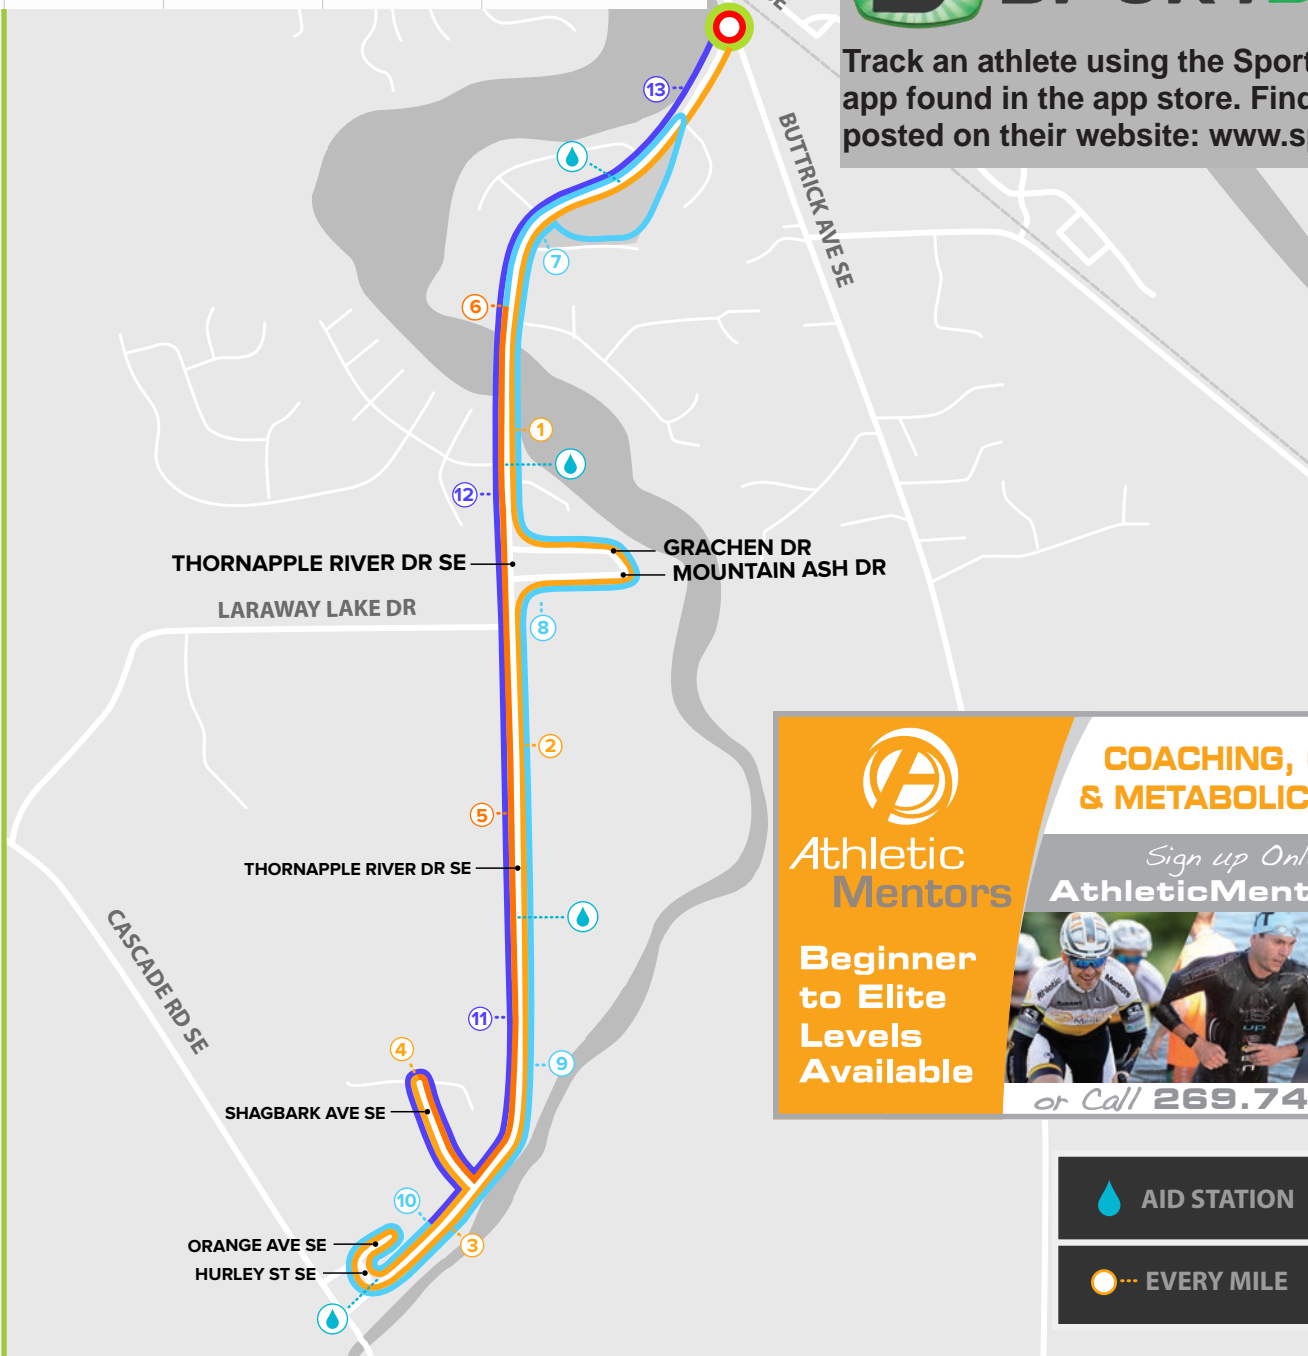 Track an athlete using the Sport
app found in the app store. Find
posted on their website: www.sp
13
BUTTRICK AVE SE
7
6
1
12
GRACHEN DR
THORNAPPLE RIVER DR SE
MOUNTAIN ASH DR
LARAWAY LAKE DR
8
2
5
THORNAPPLE RIVER DR SE
CASCADE RD SE
11
4
9
SHAGBARK AVE SE
10
ORANGE AVE SE
3
HURLEY ST SE
COACHING,
& METABOLIC
Athletic
Mentors
Sign up Onl
AthleticMent
Beginner
to Elite
Levels
Available
or Call 269.74
AID STATION
EVERY MILE